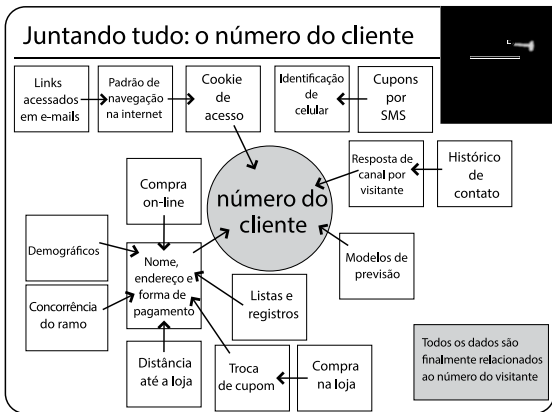 Juntando tudo: o número do cliente
Links
acessados
em e-mails
Padrão de
navegação
na internet
Cookie
de
acesso
Identificação
de
celular
Cupons
por
SMS
Resposta de
canal por
visitante
Histórico
de
contato
Compra
on-line
número do
cliente
Demográficos
Nome,
endereço e
forma de
pagamento
Modelos de
previsão
Concorrência
do ramo
Listas e
registros
Distância
até a loja
Troca
de cupom
Compra
na loja
Todos os dados são
finalmente relacionados
ao número do visitante